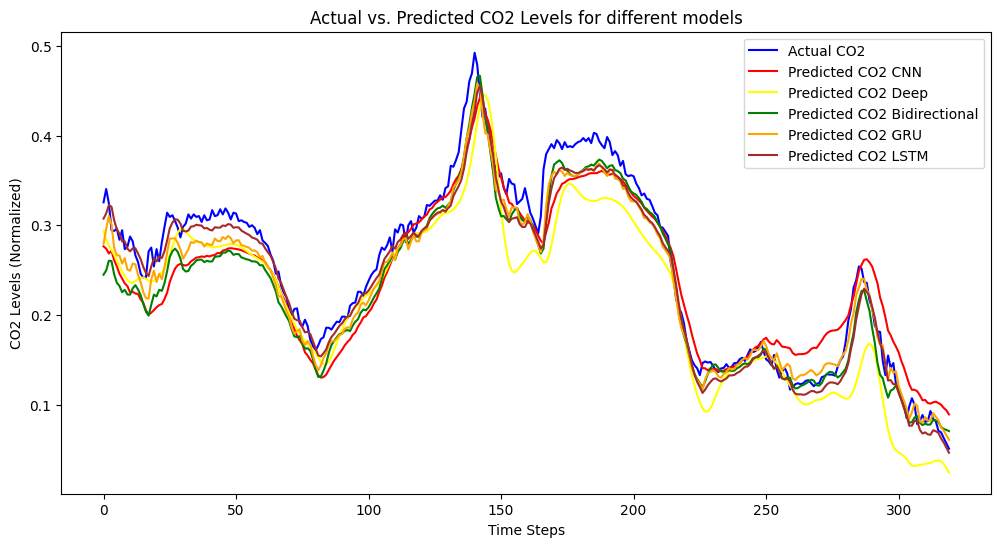 Actual vs. Predicted CO2 Levels for different models
CO2 Levels (Normalized)
0.5
0.4
0.3
0.2
0.1
Actual CO2
Predicted CO2 CNN
Predicted CO2 Deep
Predicted CO2 Bidirectional
Predicted CO2 GRU
Predicted CO2 LSTM
0 50 100 150 200 250 300
Time Steps